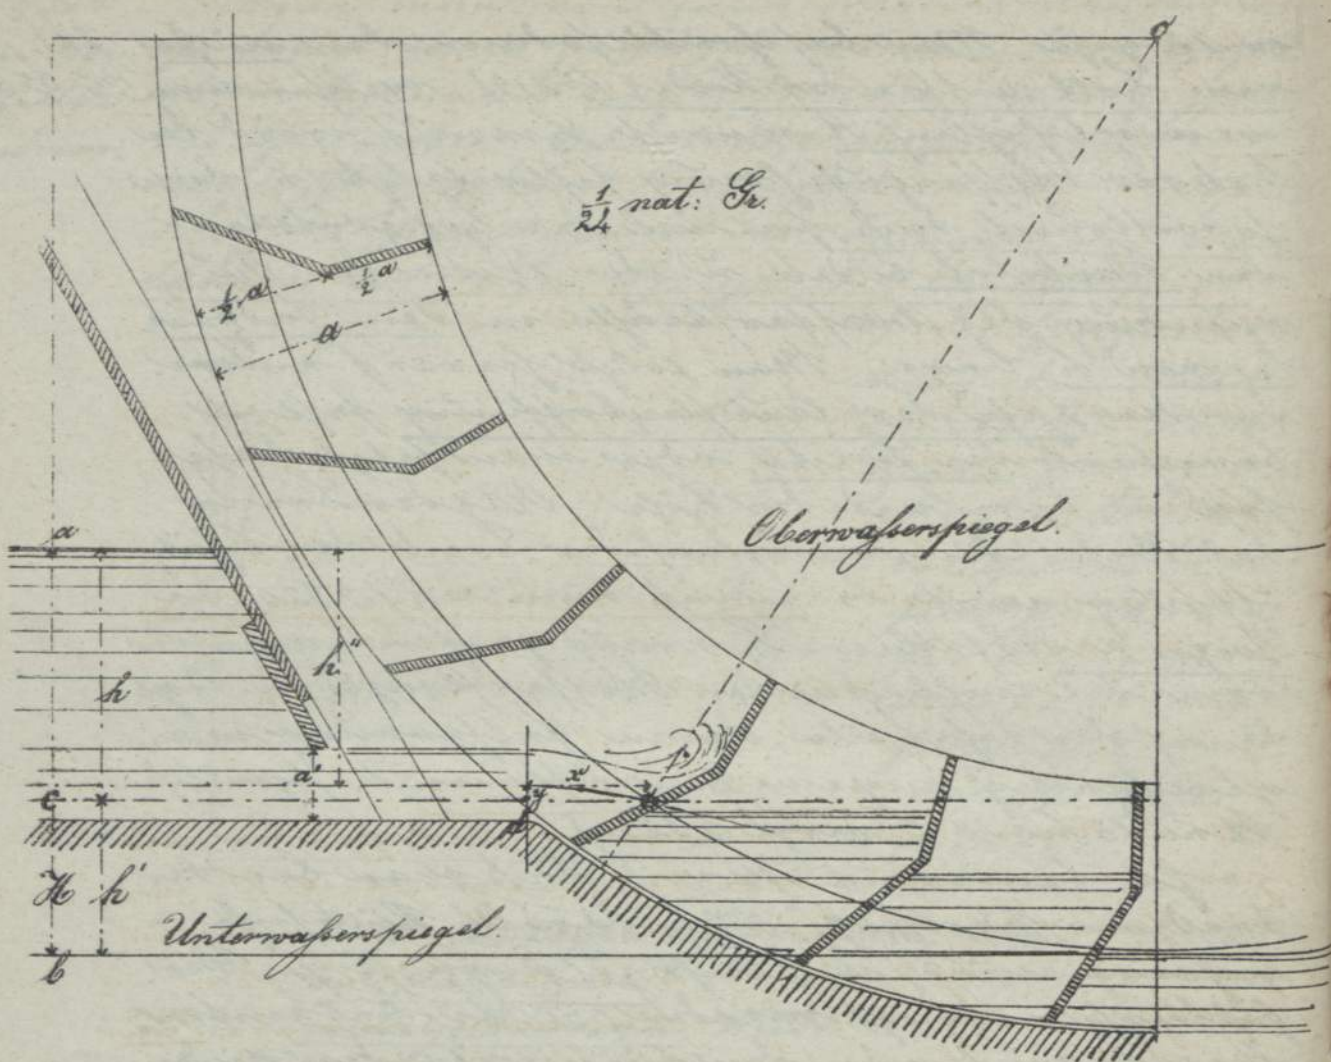 O
1/24 nat: Gr.
1/2 a 1/2 a
a
Oberwaſserspiegel.
a
h"
h
a' x
c y
d
H h'
Unterwaſserspiegel.
b